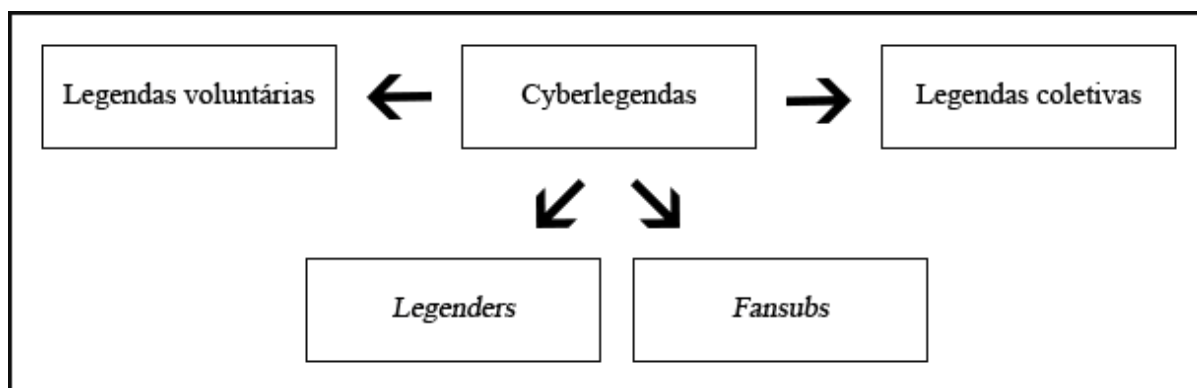 Legendas voluntárias
Cyberlegendas
Legendas coletivas
Legenders
Fansubs